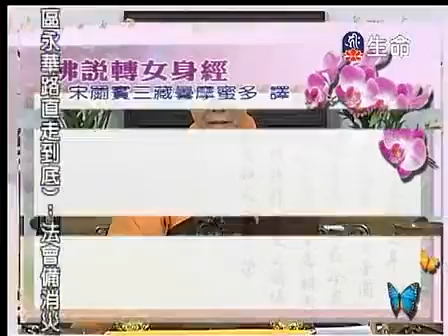 生命
佛說轉女身經
宋罽賓三藏曇摩蜜多 譯
區永華路直走到底）：法會備消災